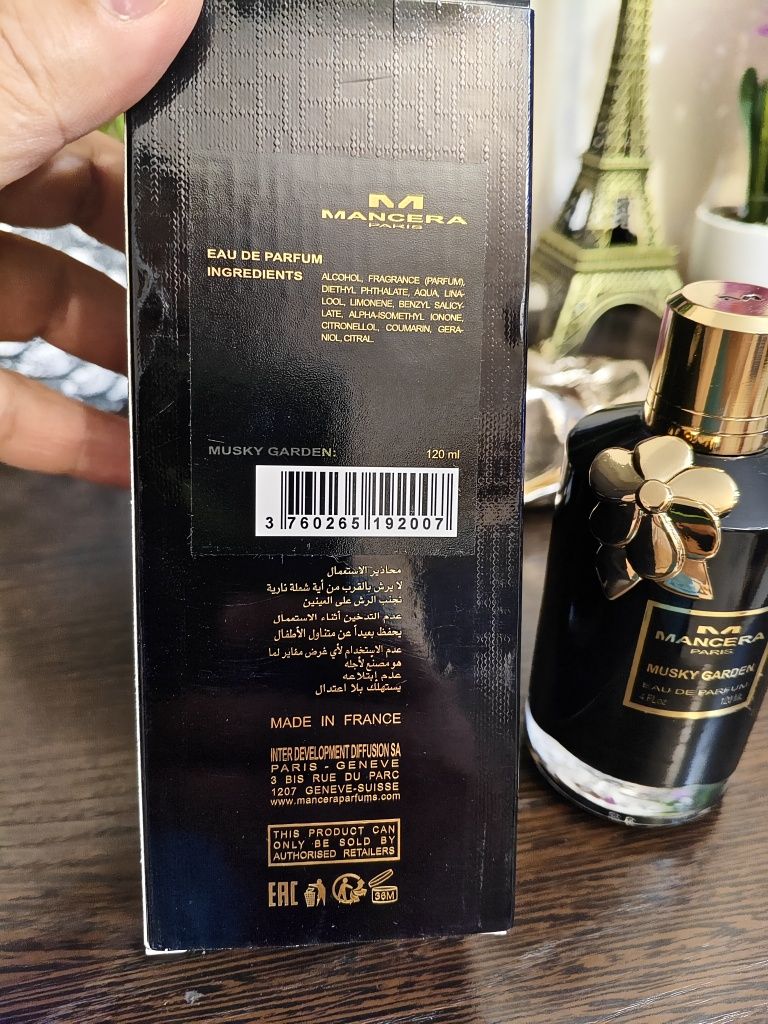 MANCERA
PARIS
EAU DE PARFUM
INGREDIENTS
ALCOHOL, FRAGRANCE (PARFUM),
DIETHYL PHTHALATE, AQUA, LINA-
LOOL, LIMONENE, BENZYL SALICY-
LATE, ALPHA-ISOMETHYL IONONE,
CITRONELLOL, COUMARIN, GERA-
NIOL, CITRAL.
MUSKY GARDEN: 120 ml
3 760265 192007
محاذير الاستعمال
لا يرش بالقرب من أية شعلة نارية
تجنب الرش على العينين
عدم التدخين أثناء الاستعمال
يحفظ بعيداً عن متناول الأطفال
عدم الاستخدام لأي غرض مغاير لما
هو مصنع لأجله
عدم إبتلاعه
يستهلك بلا اعتدال
MADE IN FRANCE
INTER DEVELOPMENT DIFFUSION SA
PARIS - GENEVE
3 BIS RUE DU PARC
1207 GENEVE-SUISSE
www.manceraparfums.com
THIS PRODUCT CAN
ONLY BE SOLD BY
AUTHORISED RETAILERS
EAC
36M
MANCERA
PARIS
MUSKY GARDEN
EAU DE PARFUM
4 Fl.oz 120 ml